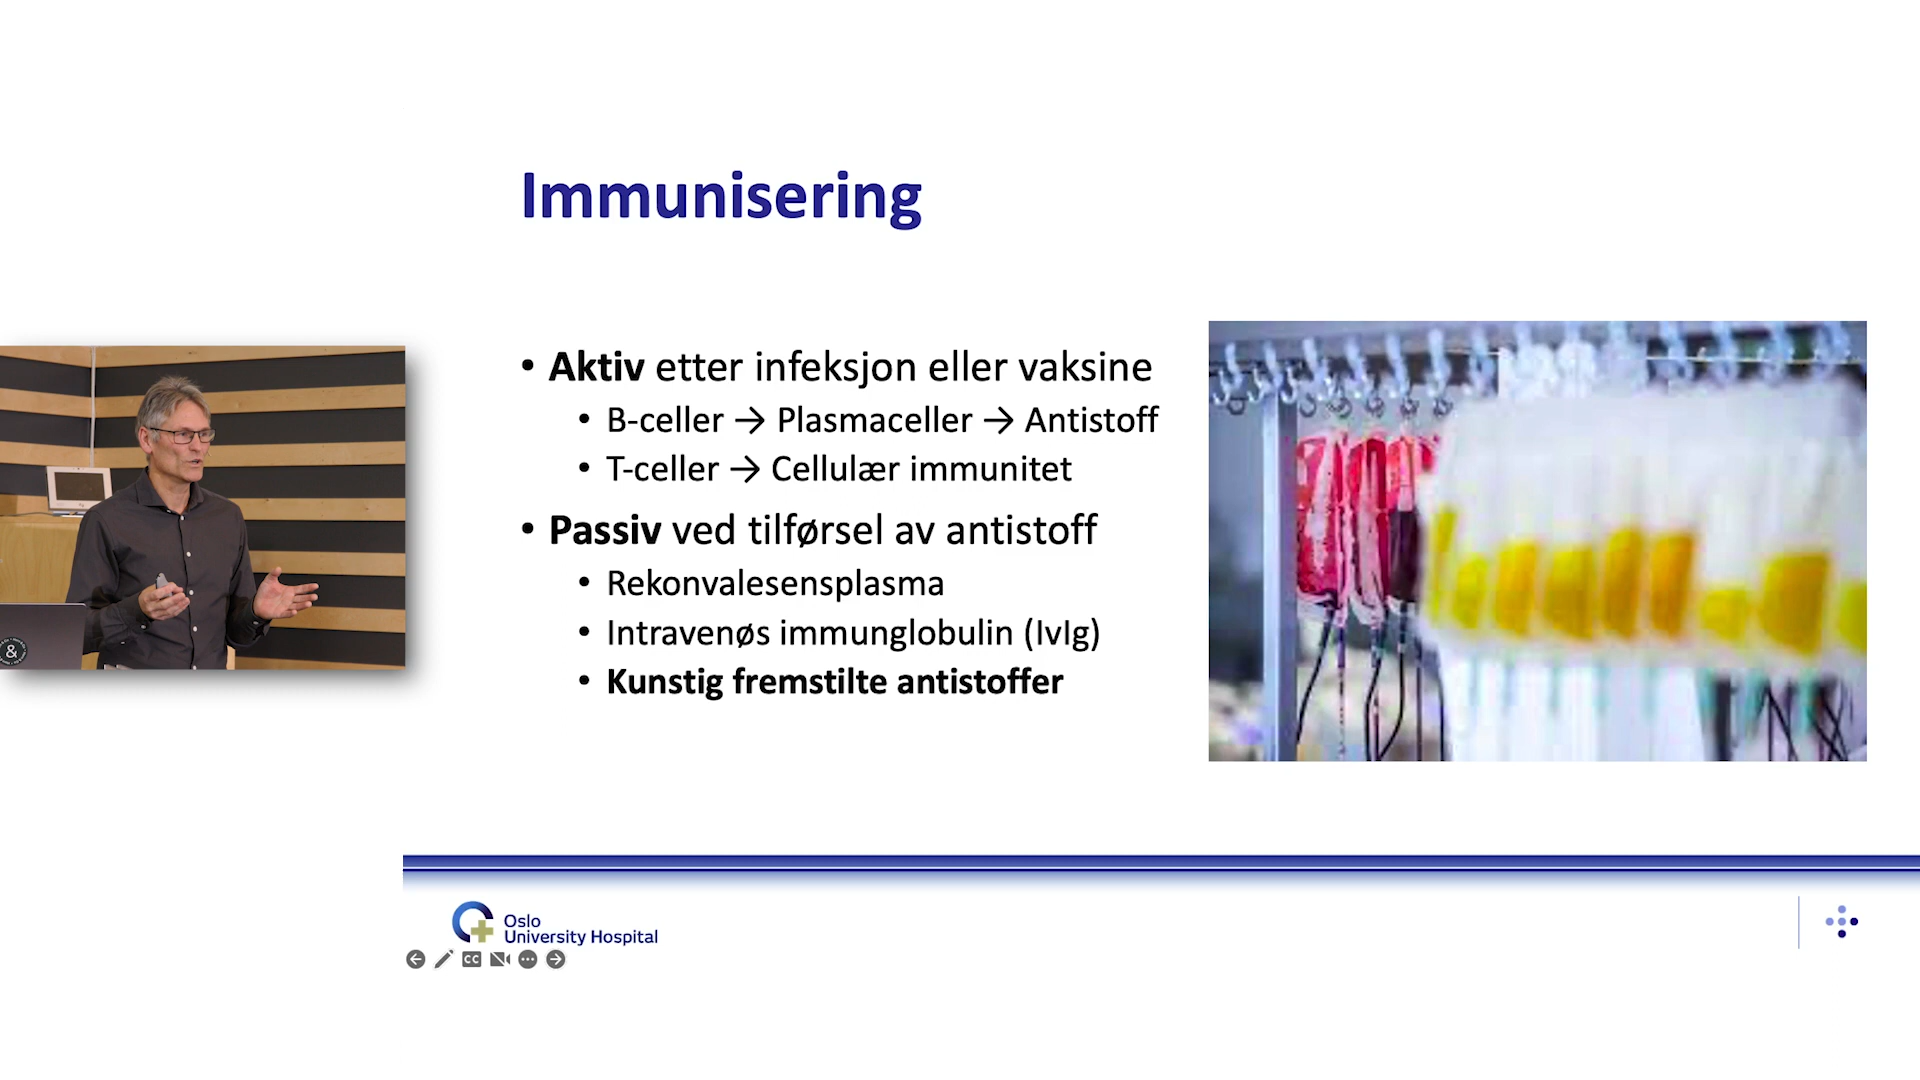 Immunisering
• Aktiv etter infeksjon eller vaksine
• B-celler → Plasmaceller → Antistoff
• T-celler → Cellulær immunitet
• Passiv ved tilførsel av antistoff
• Rekonvalesensplasma
• Intravenøs immunglobulin (IvIg)
• Kunstig fremstilte antistoffer
&
Oslo
University Hospital
CC